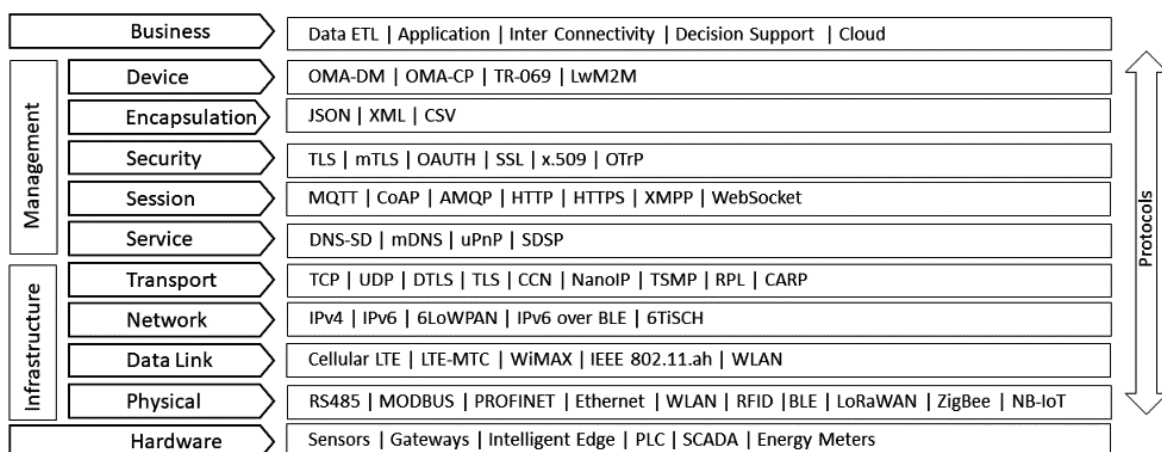 Business Data ETL | Application | Inter Connectivity | Decision Support | Cloud
Management
Device OMA-DM | OMA-CP | TR-069 | LwM2M
Encapsulation JSON | XML | CSV
Security TLS | mTLS | OAUTH | SSL | x.509 | OTrP
Session MQTT | CoAP | AMQP | HTTP | HTTPS | XMPP | WebSocket
Service DNS-SD | mDNS | uPnP | SDSP
Infrastructure
Transport TCP | UDP | DTLS | TLS | CCN | NanoIP | TSMP | RPL | CARP
Network IPv4 | IPv6 | 6LoWPAN | IPv6 over BLE | 6TiSCH
Data Link Cellular LTE | LTE-MTC | WiMAX | IEEE 802.11.ah | WLAN
Physical RS485 | MODBUS | PROFINET | Ethernet | WLAN | RFID |BLE | LoRaWAN | ZigBee | NB-IoT
Hardware Sensors | Gateways | Intelligent Edge | PLC | SCADA | Energy Meters
Protocols